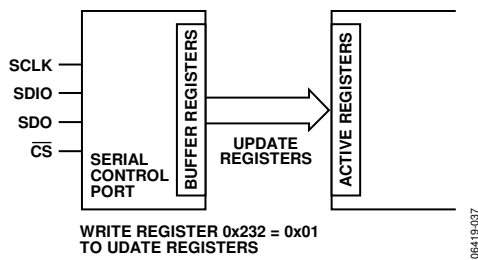 SCLK
SDIO
SDO
CS
SERIAL
CONTROL
PORT
BUFFER REGISTERS
UPDATE
REGISTERS
ACTIVE REGISTERS
WRITE REGISTER 0x232 = 0x01
TO UDATE REGISTERS
06419-037